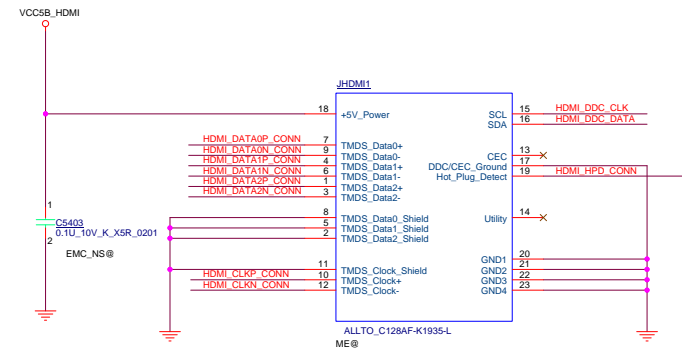 VCC5B_HDMI
JHDMI1
18 +5V_Power SCL 15 HDMI_DDC_CLK
SDA 16 HDMI_DDC_DATA
HDMI_DATA0P_CONN 7 TMDS_Data0+
HDMI_DATA0N_CONN 9 TMDS_Data0- CEC 13
HDMI_DATA1P_CONN 4 TMDS_Data1+ DDC/CEC_Ground 17
HDMI_DATA1N_CONN 6 TMDS_Data1- Hot_Plug_Detect 19 HDMI_HPD_CONN
HDMI_DATA2P_CONN 1 TMDS_Data2+
HDMI_DATA2N_CONN 3 TMDS_Data2-
1
C5403
0.1U_10V_K_X5R_0201
2
EMC_NS@
8 TMDS_Data0_Shield Utility 14
5 TMDS_Data1_Shield
2 TMDS_Data2_Shield
GND1 20
11 TMDS_Clock_Shield GND2 21
HDMI_CLKP_CONN 10 TMDS_Clock+ GND3 22
HDMI_CLKN_CONN 12 TMDS_Clock- GND4 23
ALLTO_C128AF-K1935-L
ME@